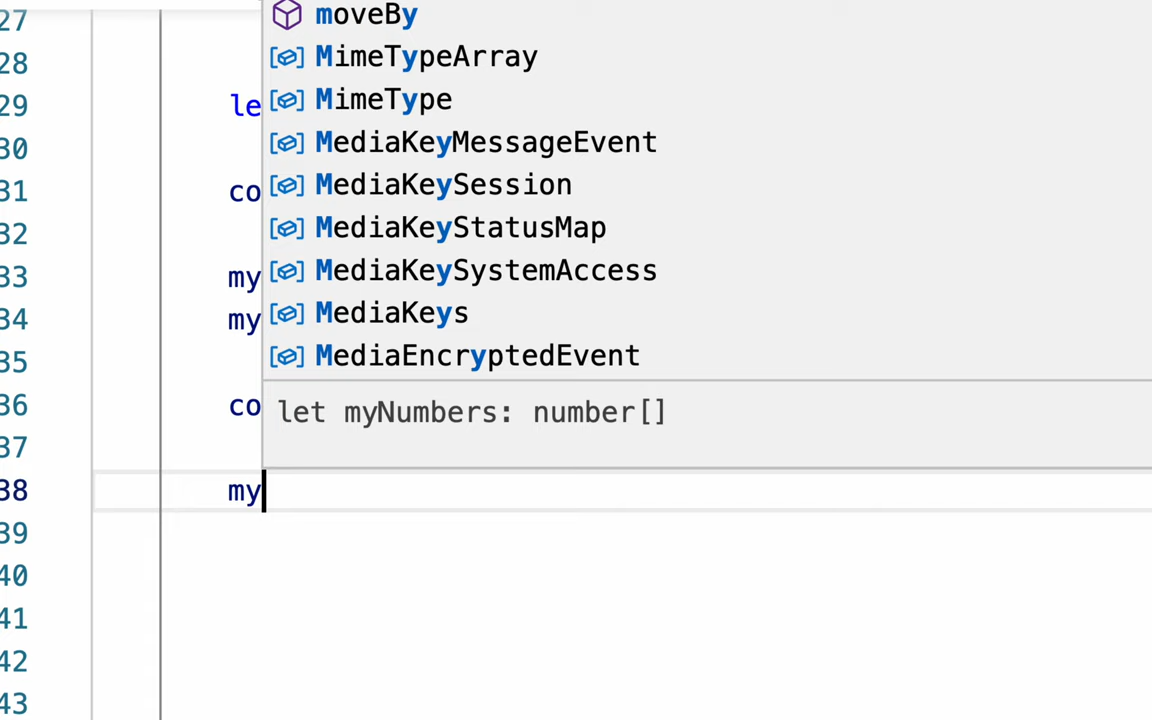 27
moveBy
28
MimeTypeArray
29
le
MimeType
30
MediaKeyMessageEvent
31
co
MediaKeySession
32
MediaKeyStatusMap
33
my
MediaKeySystemAccess
34
my
MediaKeys
35
MediaEncryptedEvent
36
co
let myNumbers: number[]
37
38
my
39
40
41
42
43